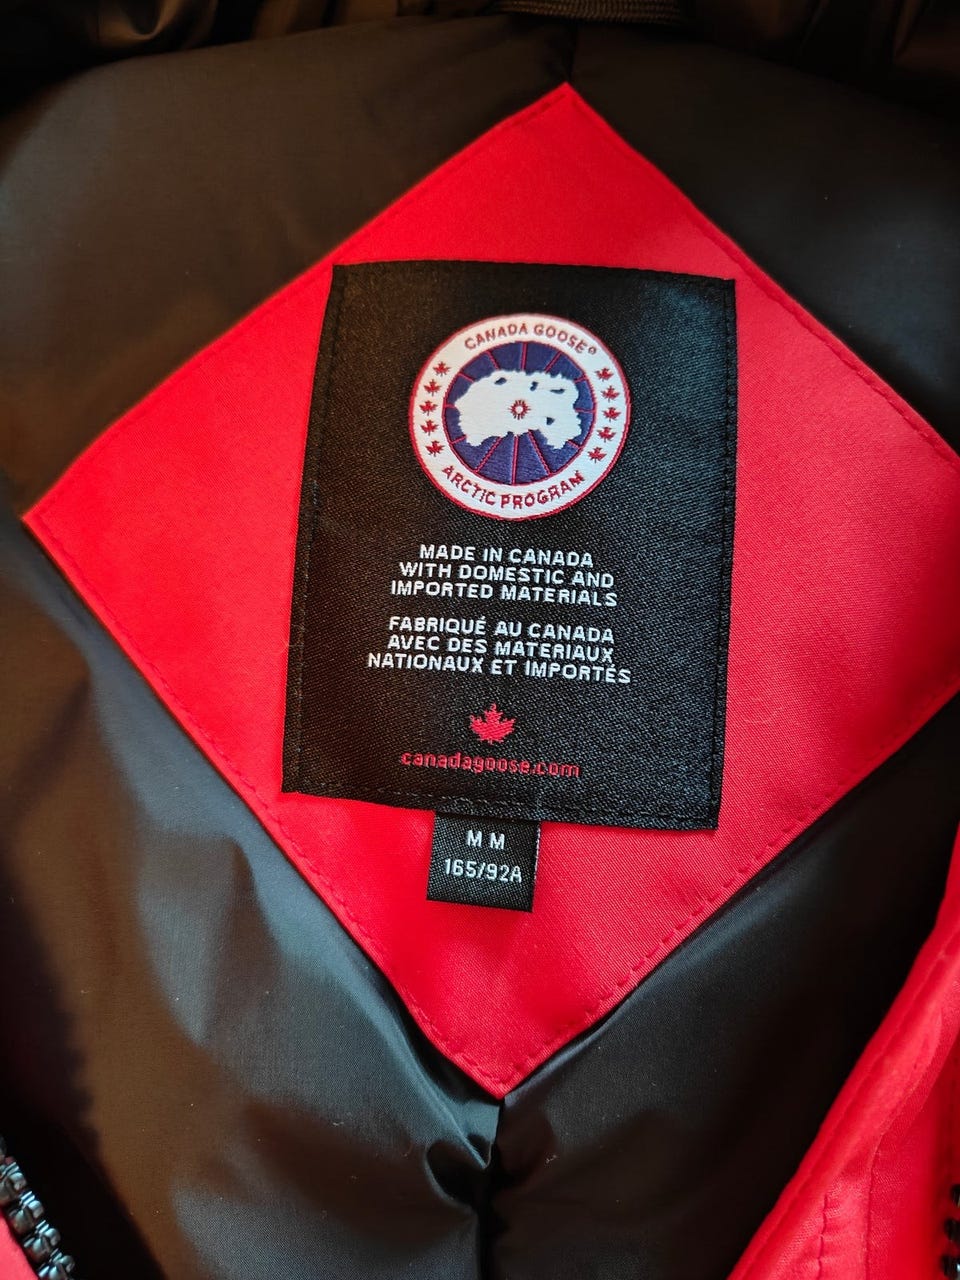 CANADA GOOSE®
ARCTIC PROGRAM
MADE IN CANADA
WITH DOMESTIC AND
IMPORTED MATERIALS
FABRIQUÉ AU CANADA
AVEC DES MATERIAUX
NATIONAUX ET IMPORTÉS
canadagoose.com
M M
165/92A